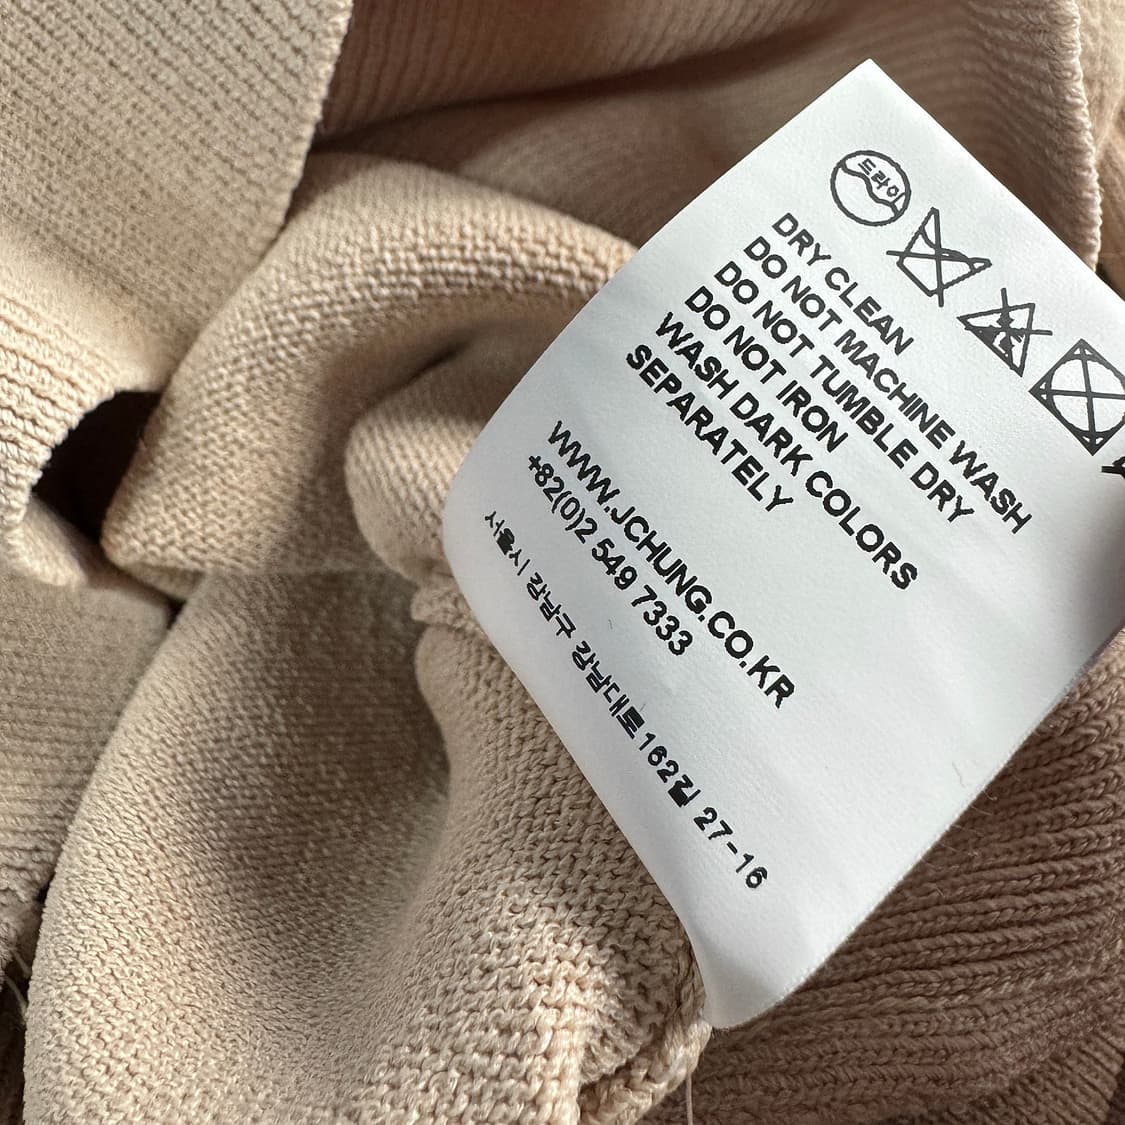 드라이
DRY CLEAN
DO NOT MACHINE WASH
DO NOT TUMBLE DRY
DO NOT IRON
WASH DARK COLORS
SEPARATELY
WWW.JCHUNG.CO.KR
+82(0)2 549 7333
서울시 강남구 강남대로162길 27-16